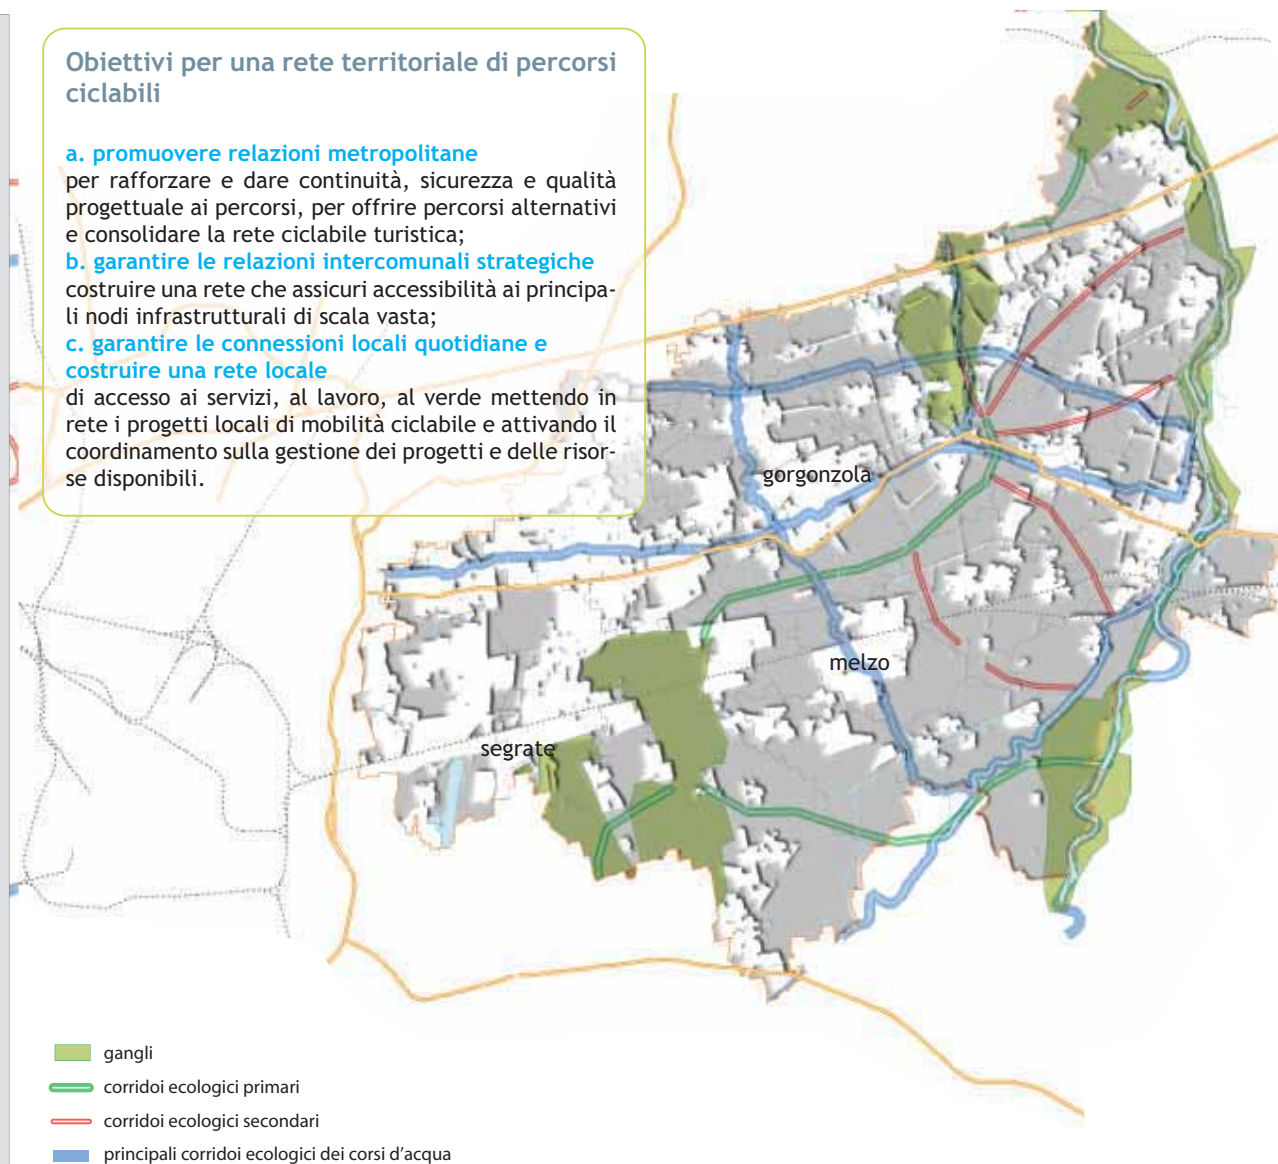 Obiettivi per una rete territoriale di percorsi
ciclabili
a. promuovere relazioni metropolitane
per rafforzare e dare continuità, sicurezza e qualità
progettuale ai percorsi, per offrire percorsi alternativi
e consolidare la rete ciclabile turistica;
b. garantire le relazioni intercomunali strategiche
costruire una rete che assicuri accessibilità ai principa-
li nodi infrastrutturali di scala vasta;
c. garantire le connessioni locali quotidiane e
costruire una rete locale
di accesso ai servizi, al lavoro, al verde mettendo in
rete i progetti locali di mobilità ciclabile e attivando il
coordinamento sulla gestione dei progetti e delle risor-
se disponibili.
gorgonzola
melzo
segrate
gangli
corridoi ecologici primari
corridoi ecologici secondari
principali corridoi ecologici dei corsi d'acqua